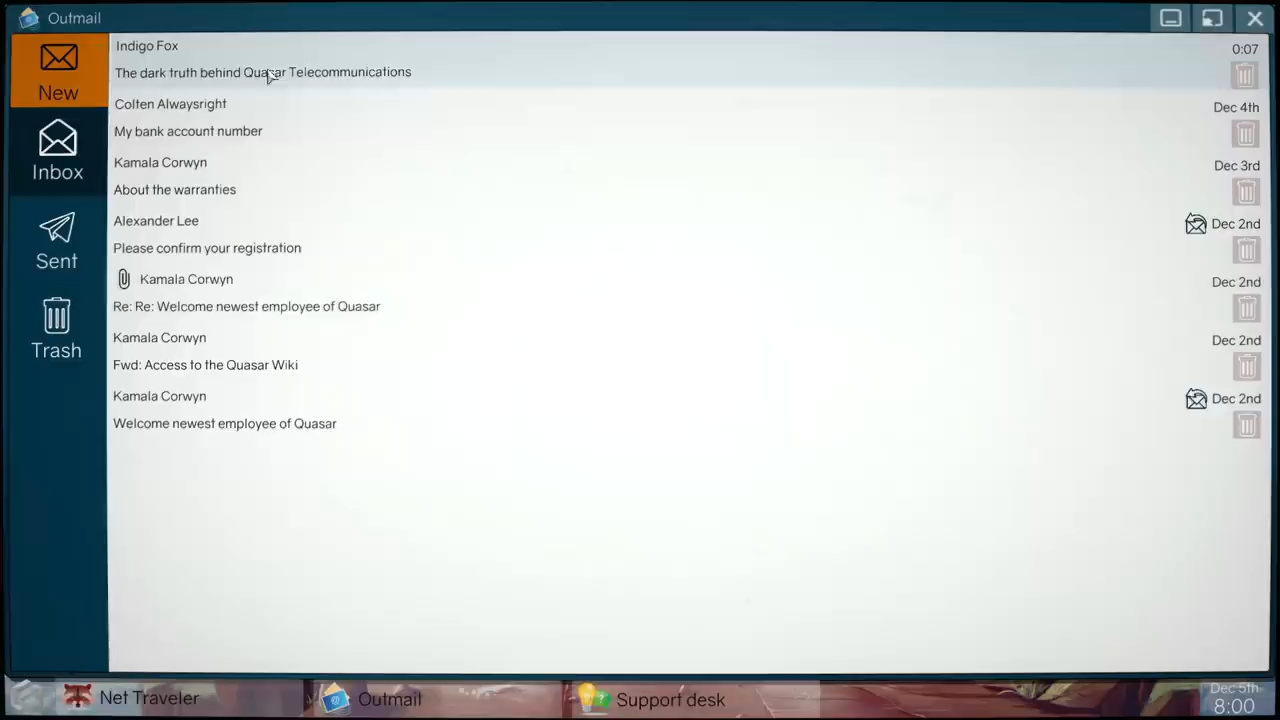 Outmail
New
Inbox
Sent
Trash
Indigo Fox
0:07
The dark truth behind Quasar Telecommunications
Colten Alwaysright
Dec 4th
My bank account number
Kamala Corwyn
Dec 3rd
About the warranties
Alexander Lee
Dec 2nd
Please confirm your registration
Kamala Corwyn
Dec 2nd
Re: Re: Welcome newest employee of Quasar
Kamala Corwyn
Dec 2nd
Fwd: Access to the Quasar Wiki
Kamala Corwyn
Dec 2nd
Welcome newest employee of Quasar
Net Traveler
Outmail
Support desk
Dec 5th
8:00